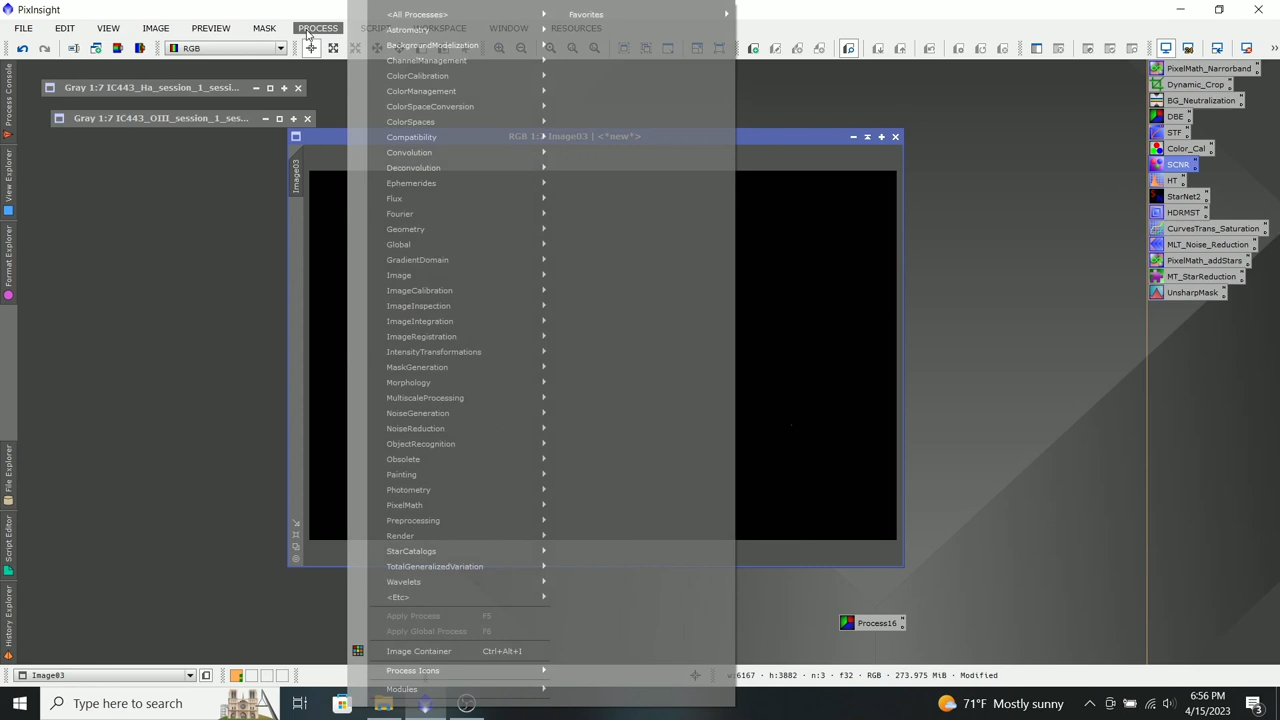 PixInsight
FILE EDIT VIEW IMAGE PREVIEW MASK PROCESS SCRIPT WORKSPACE WINDOW RESOURCES
RGB
Process Console
View Explorer
Format Explorer
File Explorer
Script Editor
History Explorer
Gray 1:7 IC443_Ha_session_1_sessi...
Gray 1:7 IC443_OIII_session_1_ses...
Image03 | <*new*>
Image03
<All Processes>
Astrometry
BackgroundModelization
ChannelManagement
ColorCalibration
ColorManagement
ColorSpaceConversion
ColorSpaces
Compatibility
Convolution
Deconvolution
Ephemerides
Flux
Fourier
Geometry
Global
GradientDomain
Image
ImageCalibration
ImageInspection
ImageIntegration
ImageRegistration
IntensityTransformations
MaskGeneration
Morphology
MultiscaleProcessing
NoiseGeneration
NoiseReduction
ObjectRecognition
Obsolete
Painting
Photometry
PixelMath
Preprocessing
Render
StarCatalogs
TotalGeneralizedVariation
Wavelets
<Etc>
Apply Process F5
Apply Global Process F6
Image Container Ctrl+Alt+I
Process Icons
Modules
Favorites
PixelMath_Narrorband
Dynamic_Crop
BG_Neutralization
DBE
STF
Color_Cal
SCNR
HT
StarNet2
HDRMST
CurvesTrans_Saturation
MLT_Noise_Reduction
PixelMath_addStars
MT_StarReduction
UnsharpMask
Process16
Image03
w:6167 · h:3882 · n:3 · f32 · RGB · 273.975 MiB · Modified
Type here to search
71°F Mostly sunny
6:56 PM
4/15/2023
3